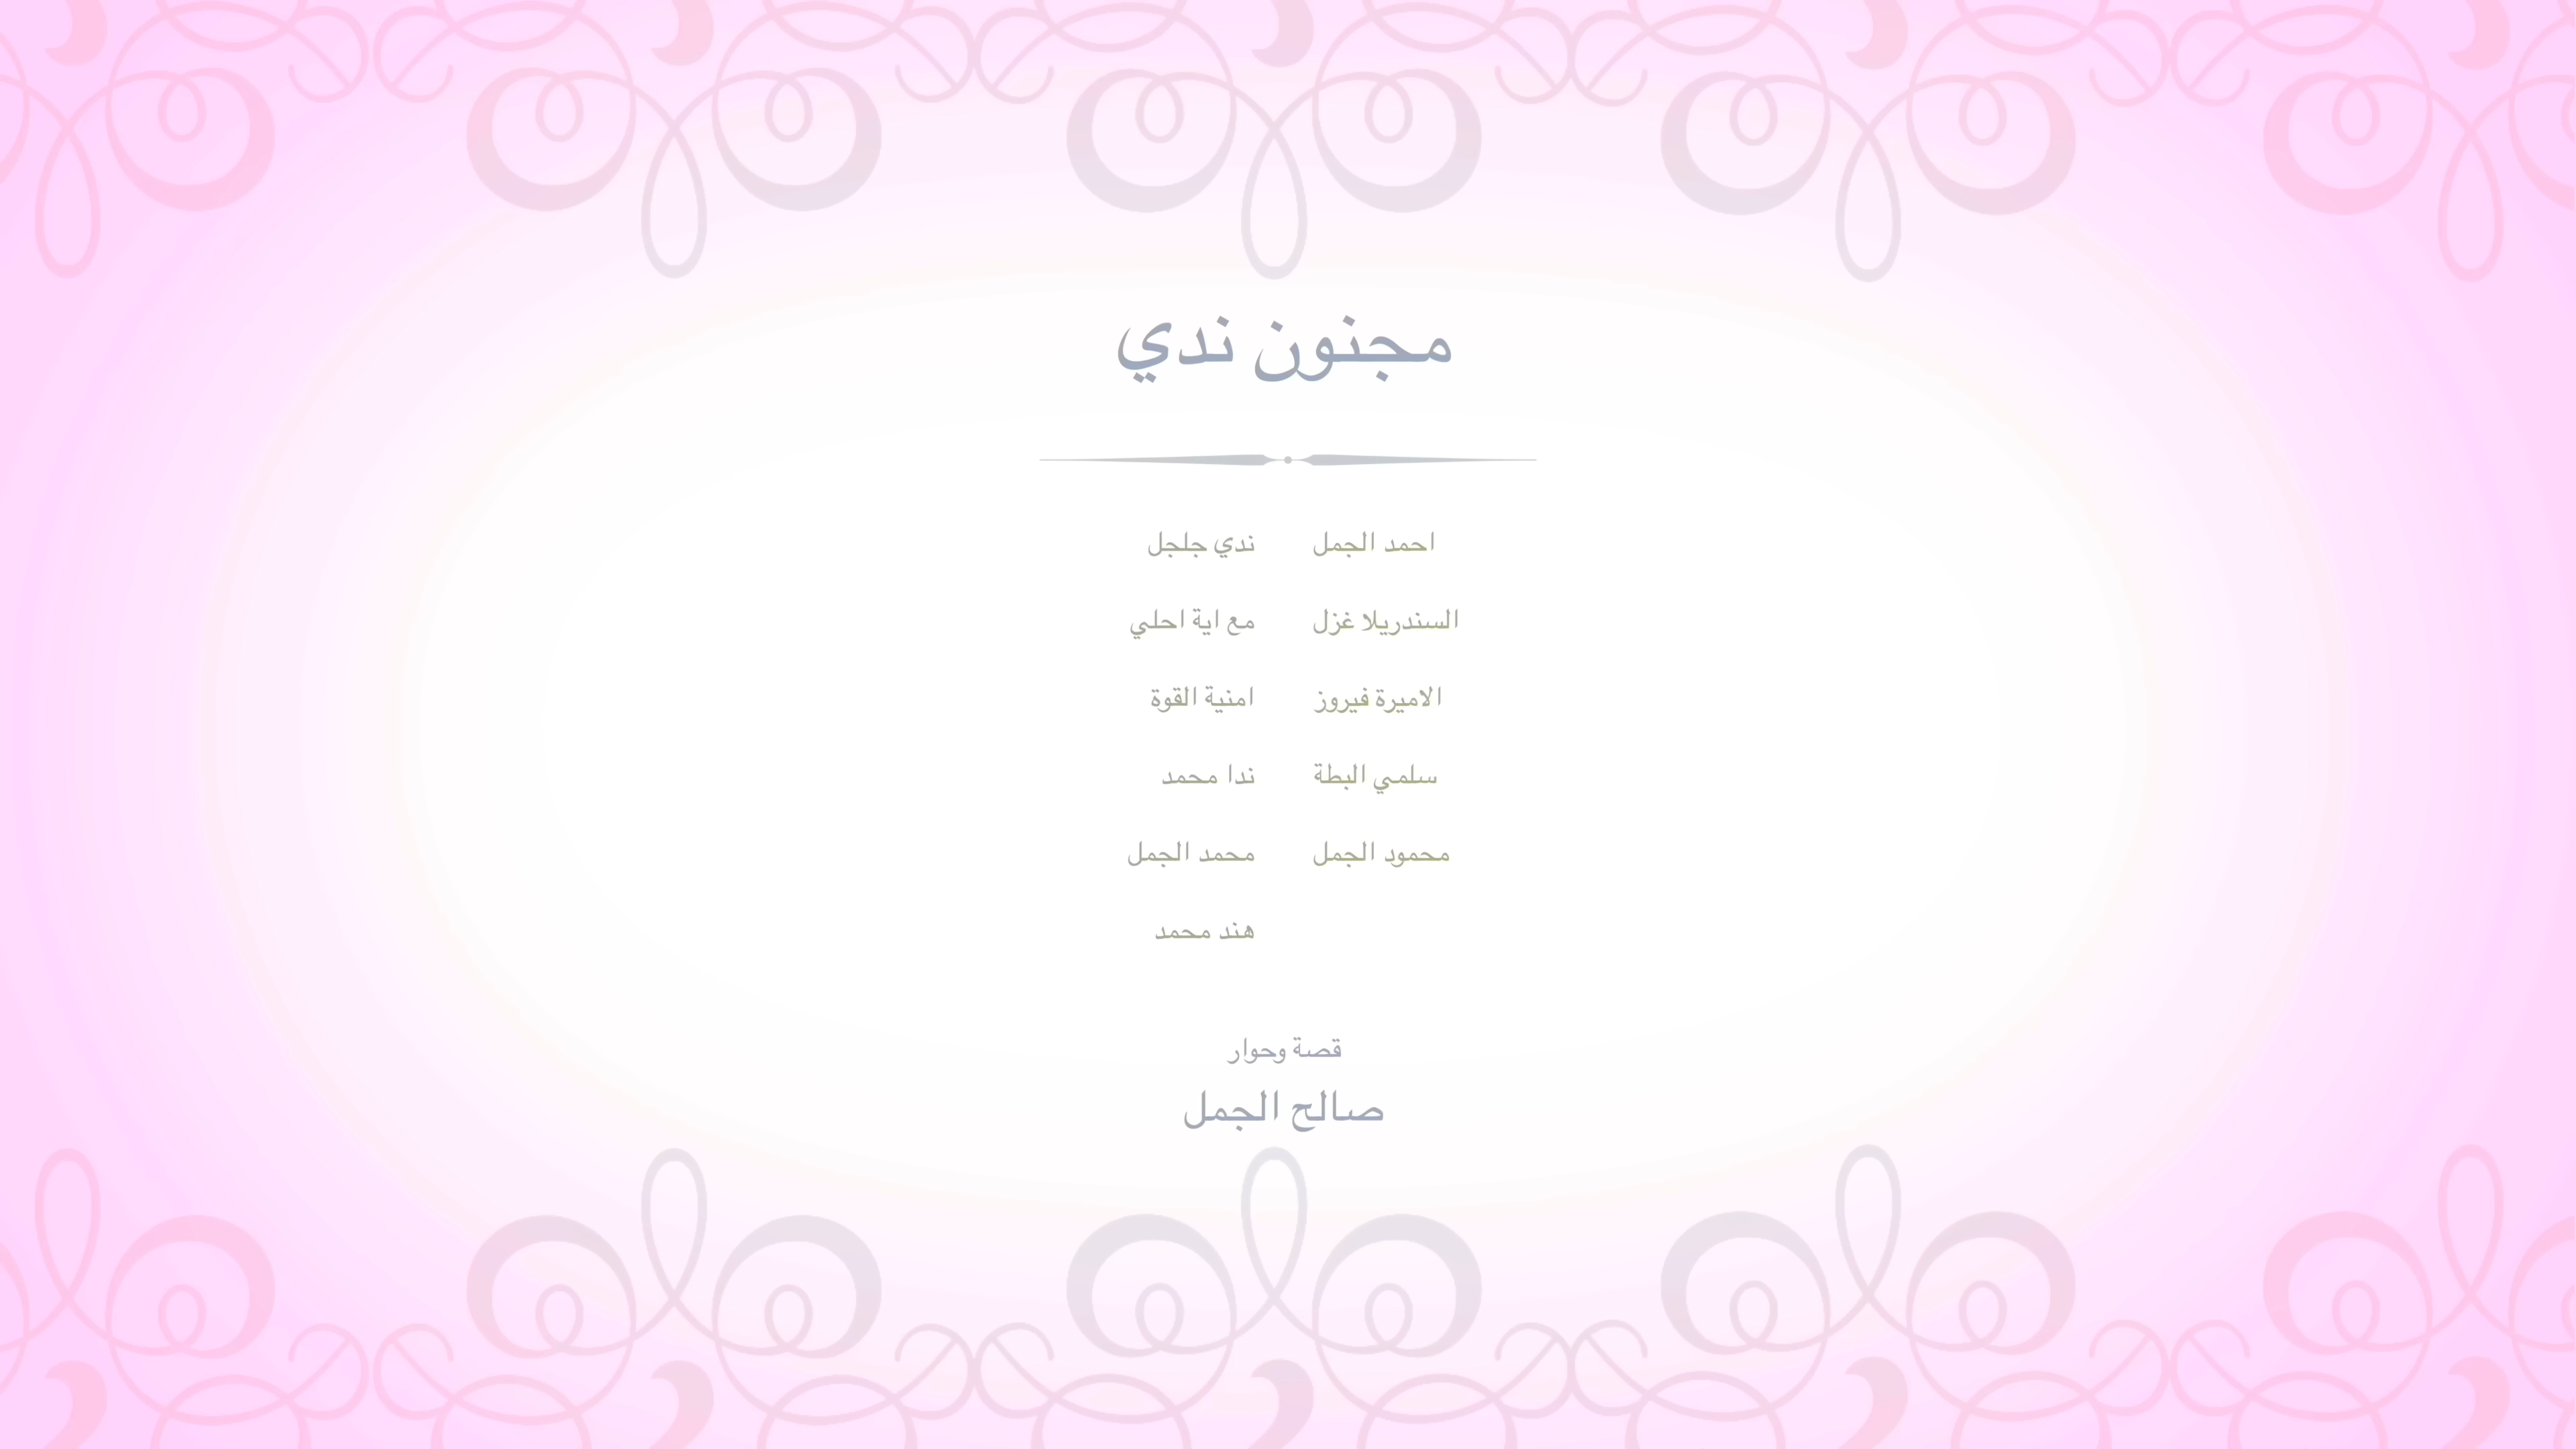 مجنون ندي
احمد الجمل ندي جلجل
السندريلا غزل مع اية احلي
الاميرة فيروز امنية القوة
سلمي البطة ندا محمد
محمود الجمل محمد الجمل
هند محمد
قصة وحوار
صالح الجمل